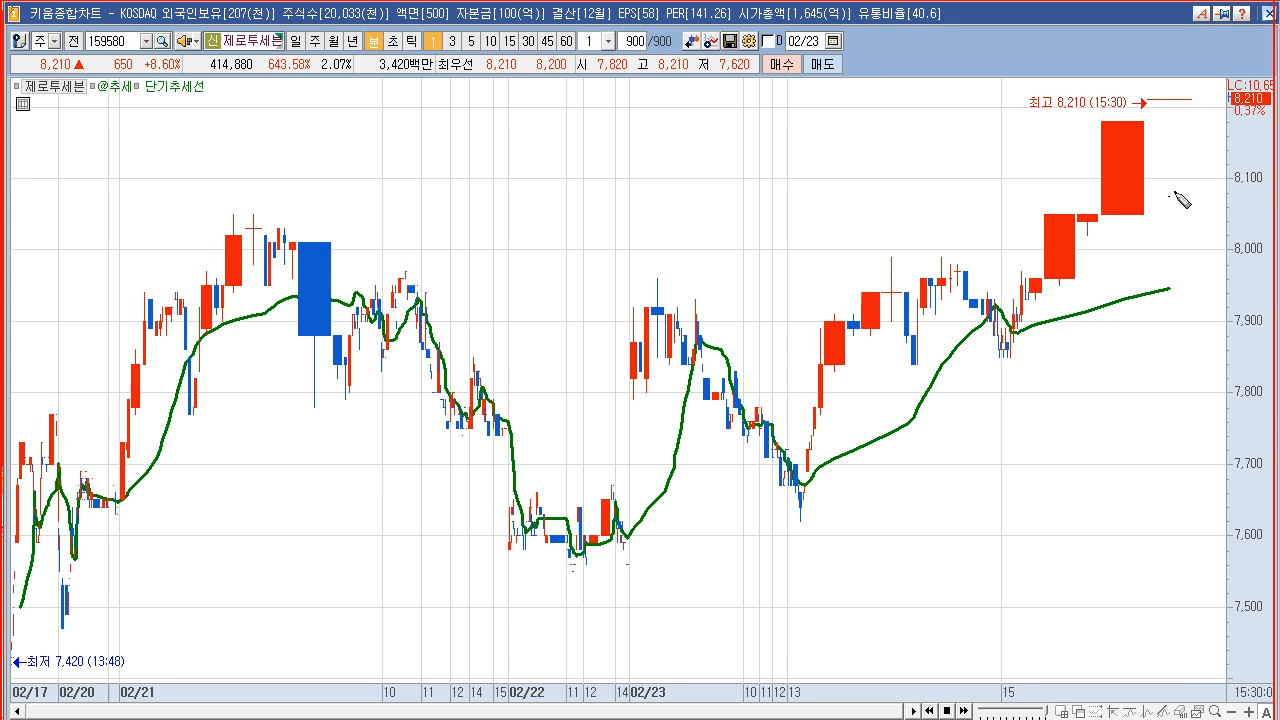 키움종합차트 - KOSDAQ 외국인보유[207(천)] 주식수[20,033(천)] 액면[500] 자본금[100(억)] 결산[12월] EPS[58] PER[141.26] 시가총액[1,645(억)] 유통비율[40.6]
주 전 159580 신 제로투세븐 일 주 월 년 분 초 틱 1 3 5 10 15 30 45 60 1 900 /900 D 02/23
8,210 ▲ 650 +8.60% 414,880 643.58% 2.07% 3,420백만 최우선 8,210 8,200 시 7,820 고 8,210 저 7,620 매수 매도
제로투세븐 @추세 단기추세선
LC:10,65
최고 8,210 (15:30)
8,210
0,37%
8,100
8,000
7,900
7,800
7,700
7,600
7,500
최저 7,420 (13:48)
02/17 02/20 02/21 10 11 12 14 15 02/22 11 12 14 02/23 10 11 12 13 15 15:30:0
A